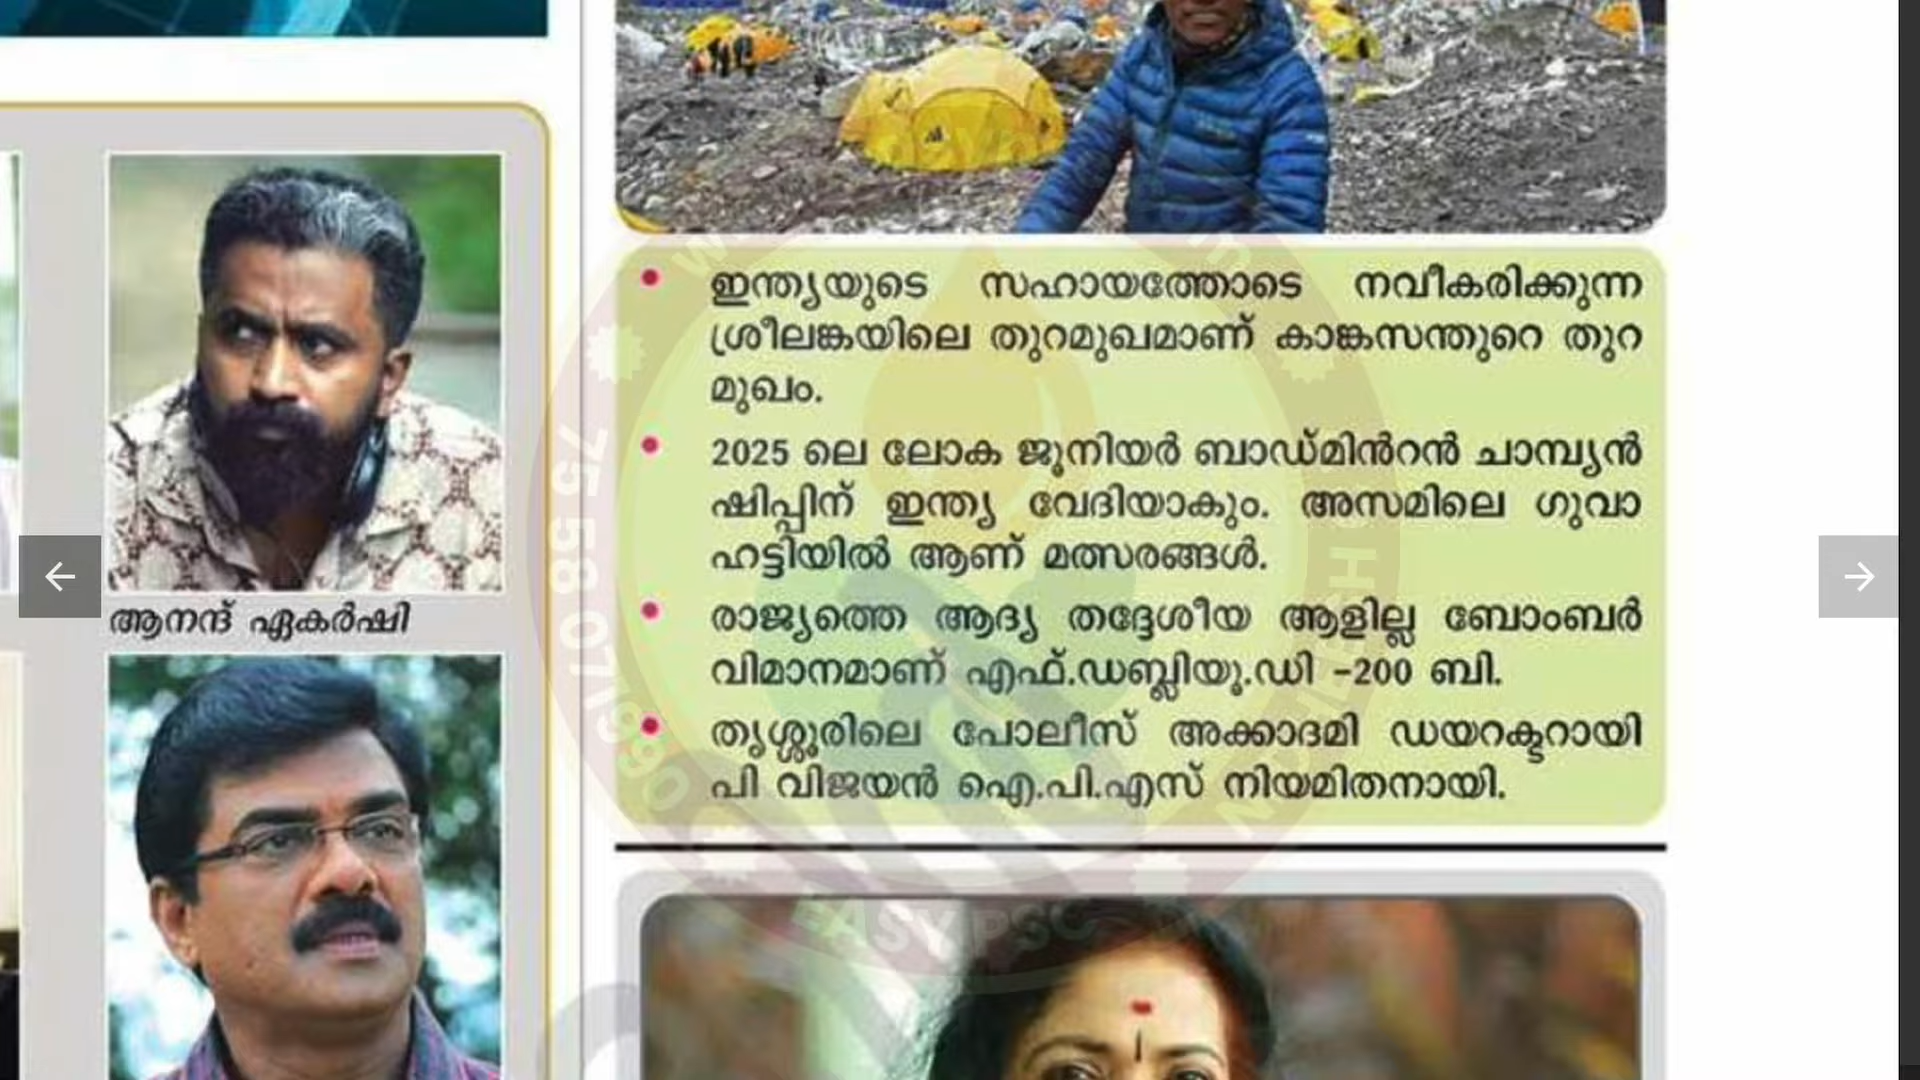 ആനന്ദ് ഏകർഷി
ഇന്ത്യയുടെ സഹായത്തോടെ നവീകരിക്കുന്ന
ശ്രീലങ്കയിലെ തുറമുഖമാണ് കാങ്കസന്തുറെ തുറ
മുഖം.
2025 ലെ ലോക ജൂനിയർ ബാഡ്മിൻറൻ ചാമ്പ്യൻ
ഷിപ്പിന് ഇന്ത്യ വേദിയാകും. അസമിലെ ഗുവാ
ഹട്ടിയിൽ ആണ് മത്സരങ്ങൾ.
രാജ്യത്തെ ആദ്യ തദ്ദേശീയ ആളില്ല ബോംബർ
വിമാനമാണ് എഫ്.ഡബ്ലിയൂ.ഡി -200 ബി.
തൃശ്ശൂരിലെ പോലീസ് അക്കാദമി ഡയറക്ടറായി
പി വിജയൻ ഐ.പി.എസ് നിയമിതനായി.
EASY PSC